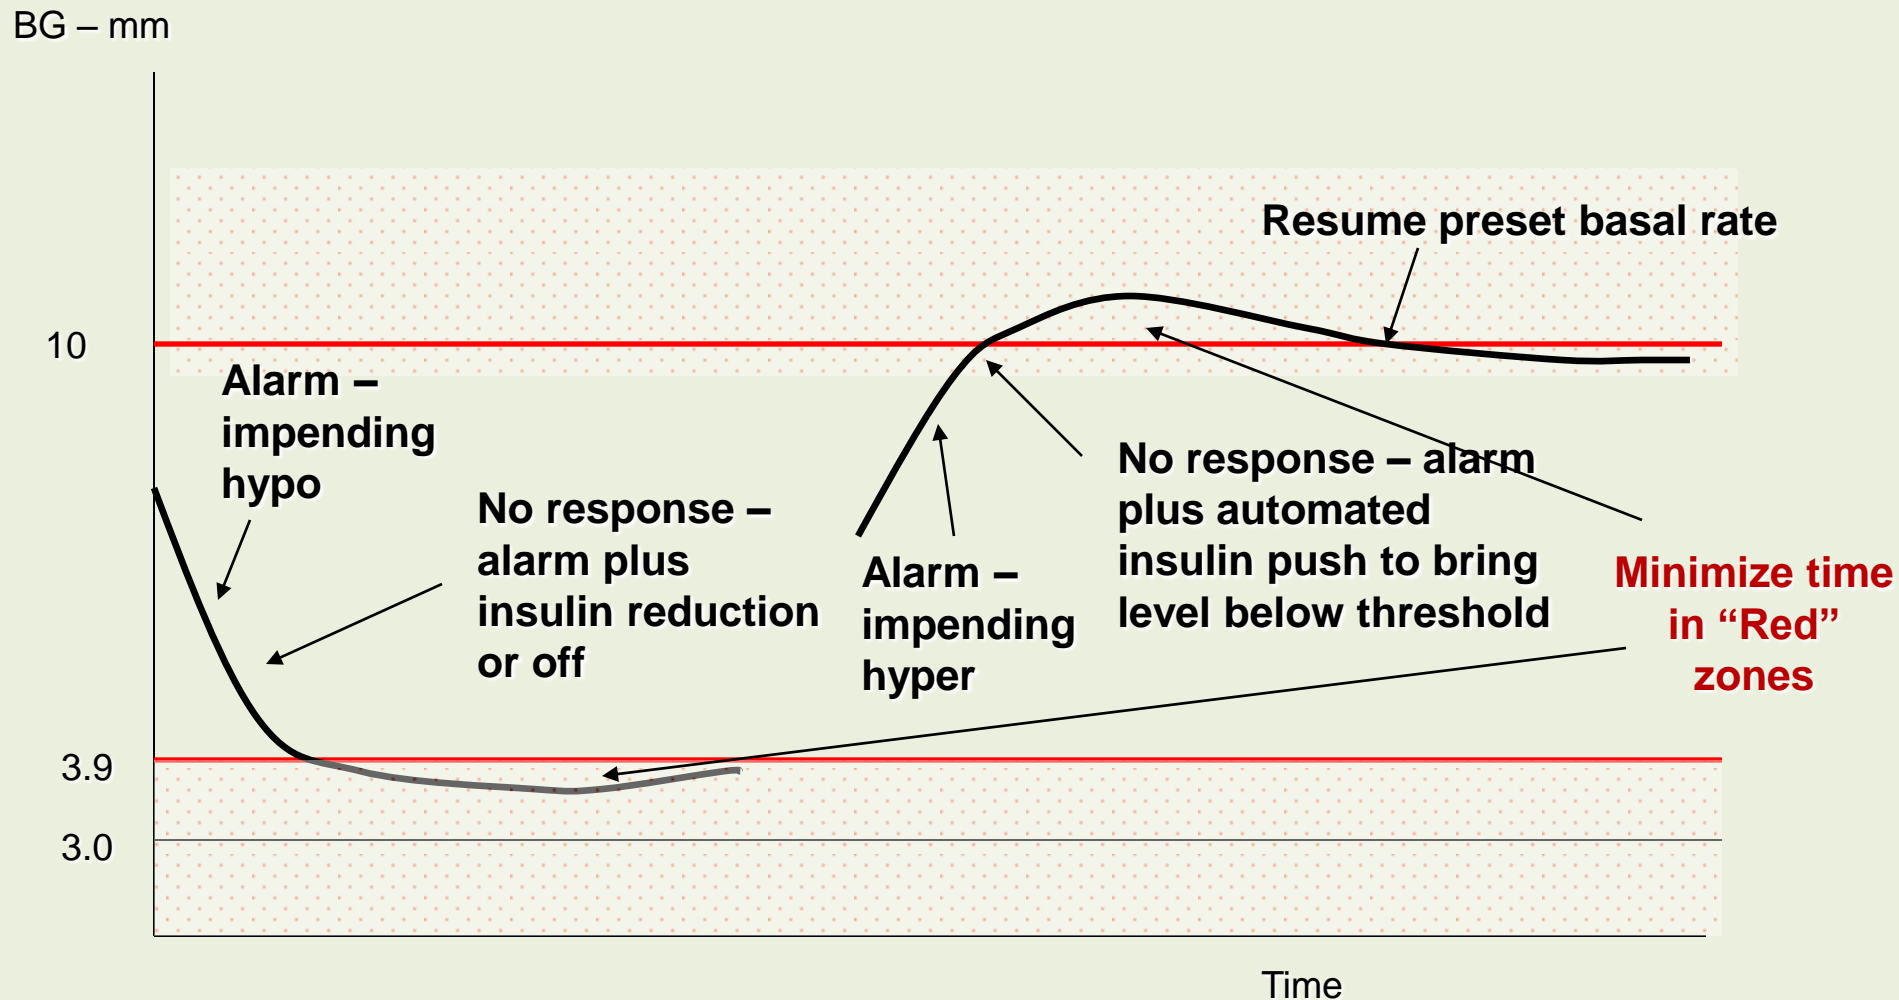 BG – mm
Resume preset basal rate
10
Alarm –
impending
hypo
No response –
alarm plus
insulin reduction
or off
Alarm –
impending
hyper
No response – alarm
plus automated
insulin push to bring
level below threshold
Minimize time
in “Red”
zones
3.9
3.0
Time